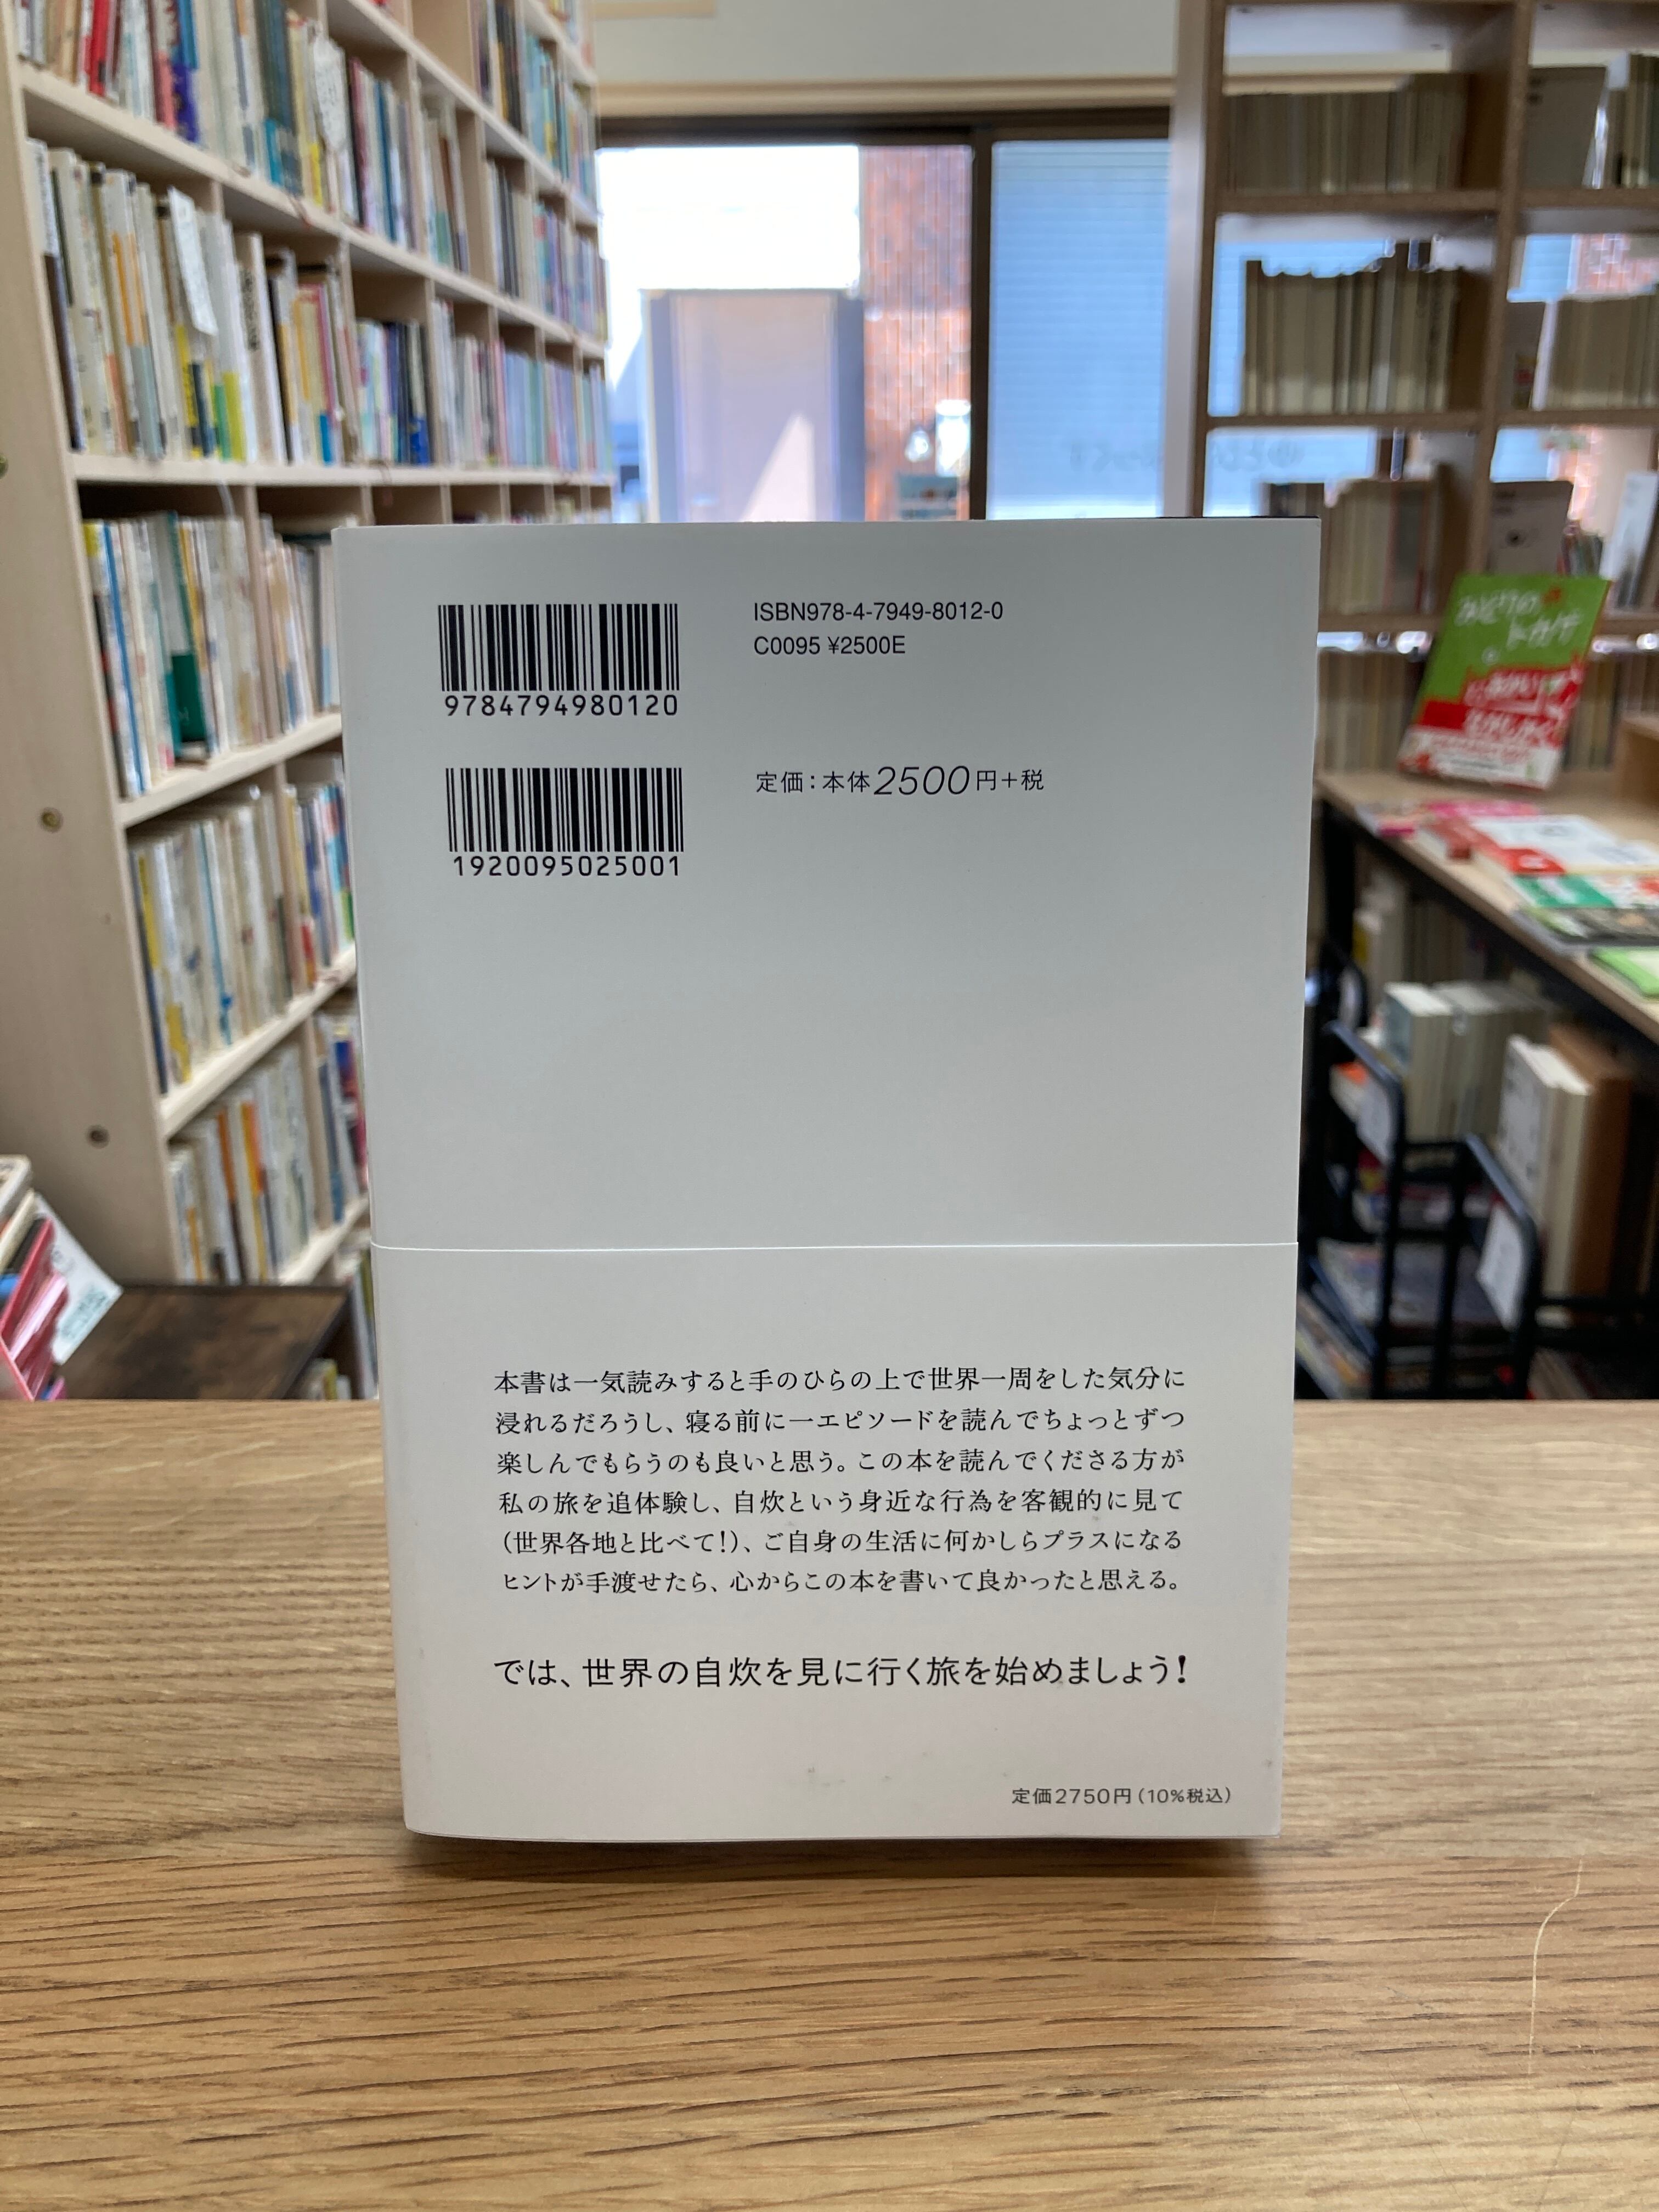 ISBN978-4-7949-8012-0
C0095 ¥2500E
9784794980120
定価:本体2500円+税
1920095025001
本書は一気読みすると手のひらの上で世界一周をした気分に
浸れるだろうし、寝る前に一エピソードを読んでちょっとずつ
楽しんでもらうのも良いと思う。この本を読んでくださる方が
私の旅を追体験し、自炊という身近な行為を客観的に見て
(世界各地と比べて!)、ご自身の生活に何かしらプラスになる
ヒントが手渡せたら、心からこの本を書いて良かったと思える。
では、世界の自炊を見に行く旅を始めましょう!
定価2750円(10%税込)
みどりの
トカゲ